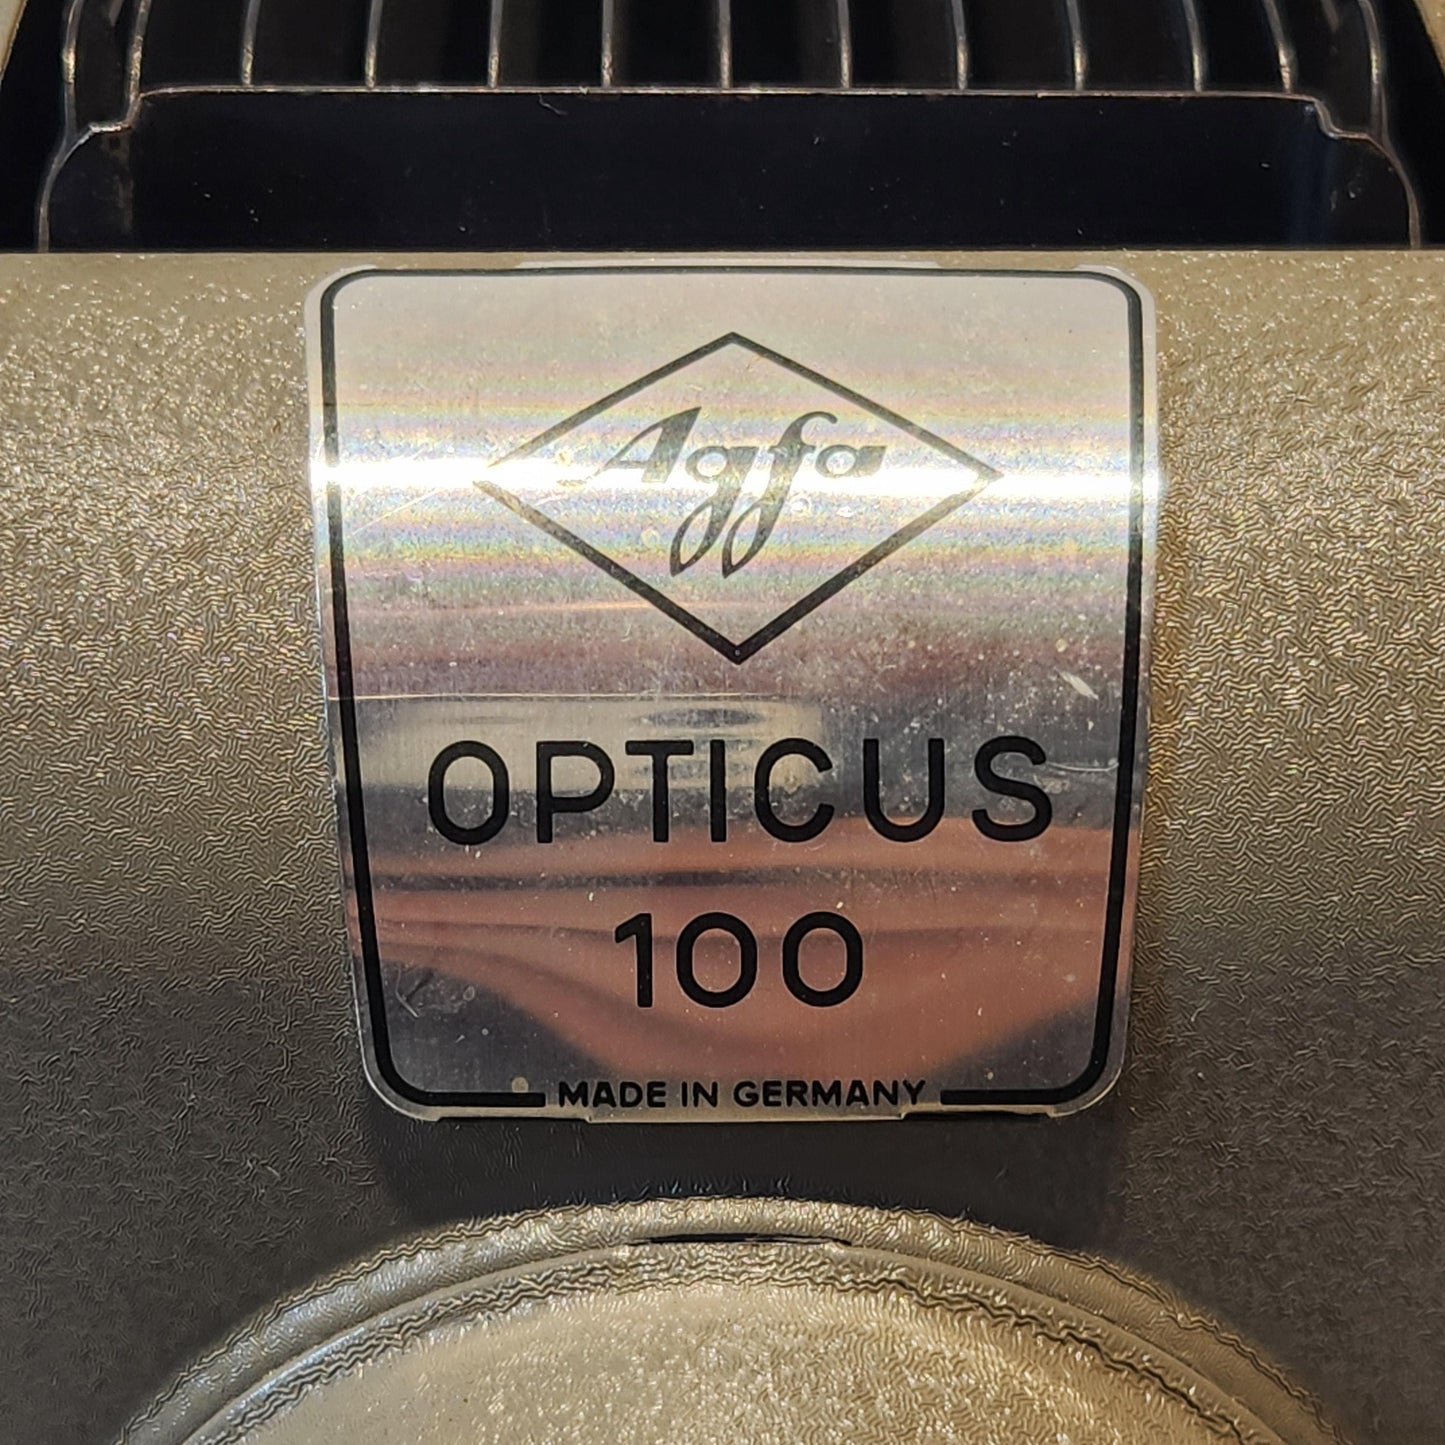 Agfa
OPTICUS
100
MADE IN GERMANY